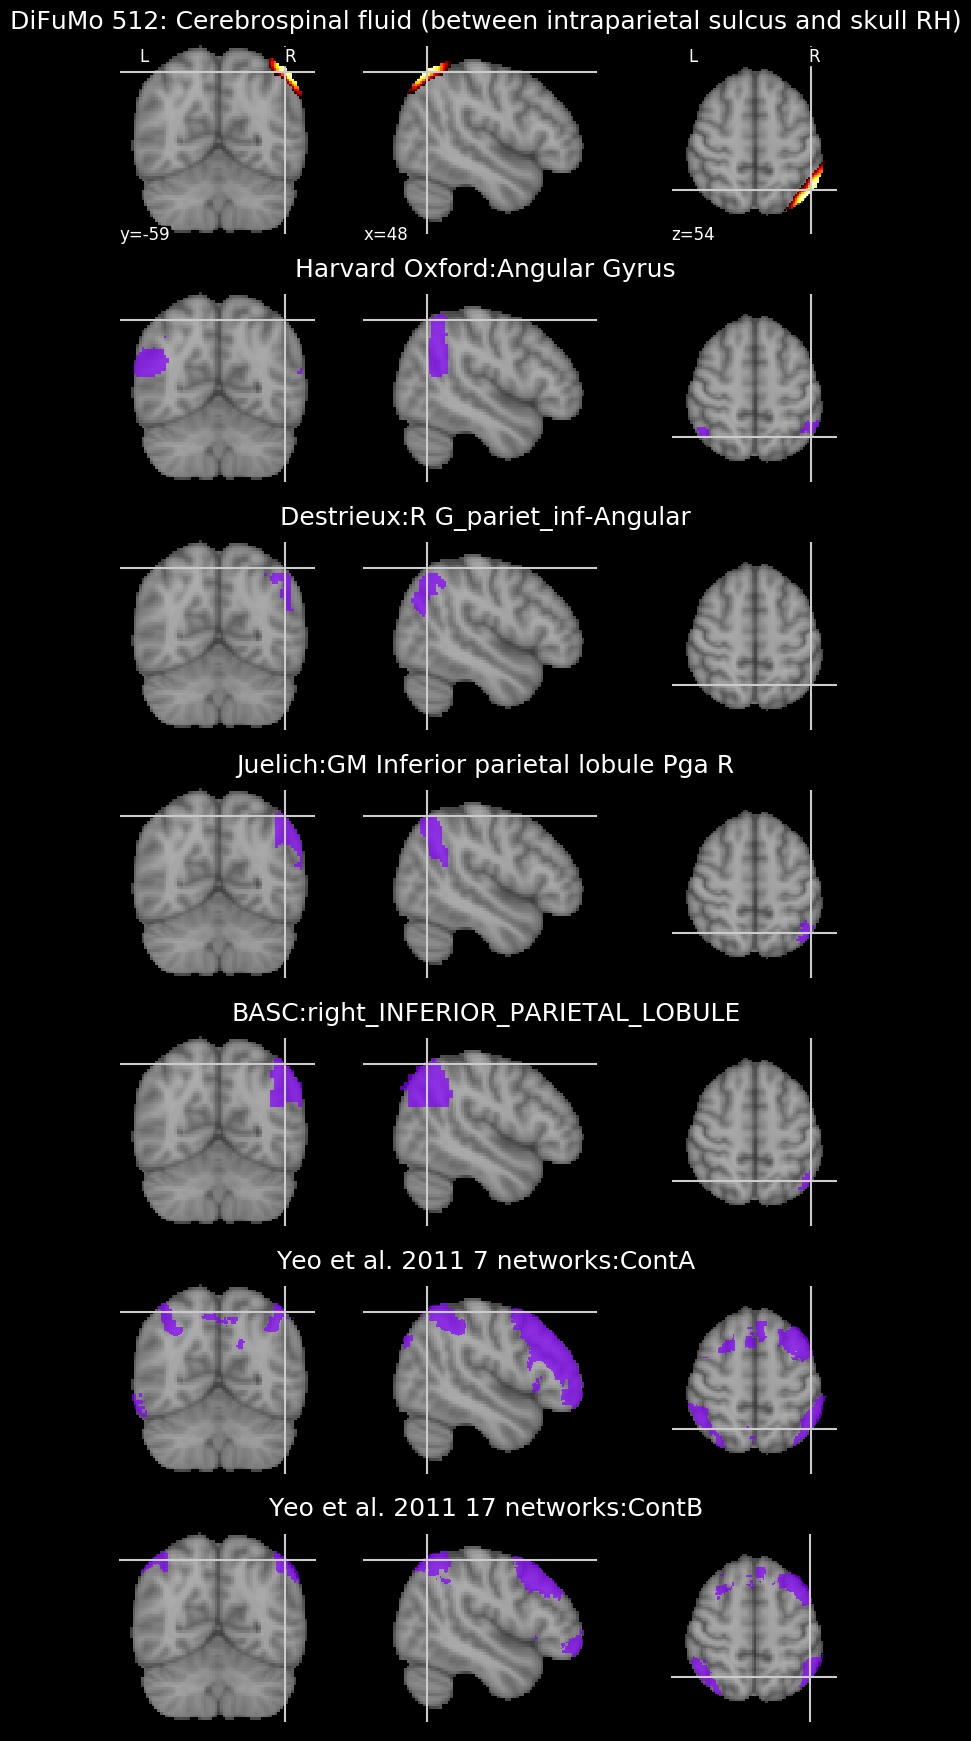 DiFuMo 512: Cerebrospinal fluid (between intraparietal sulcus and skull RH)
L R L R
y=-59 x=48 z=54
Harvard Oxford:Angular Gyrus
Destrieux:R G_pariet_inf-Angular
Juelich:GM Inferior parietal lobule Pga R
BASC:right_INFERIOR_PARIETAL_LOBULE
Yeo et al. 2011 7 networks:ContA
Yeo et al. 2011 17 networks:ContB